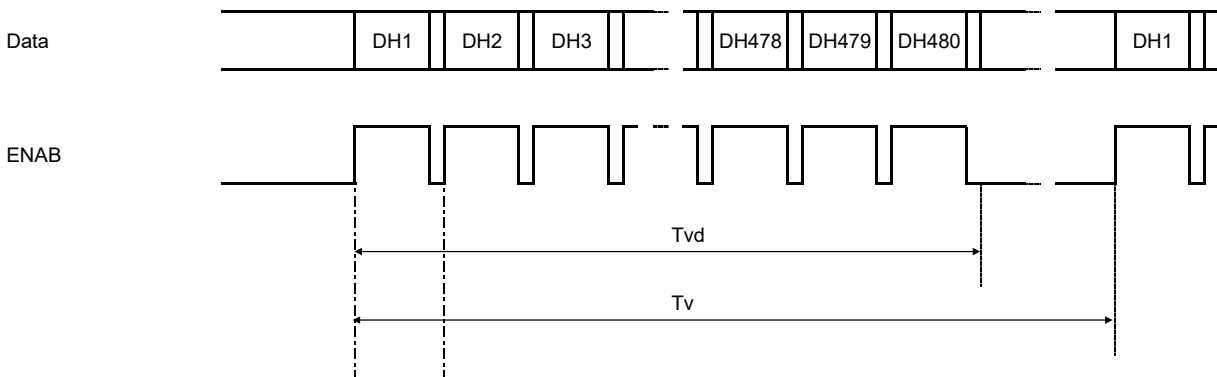 Data DH1 DH2 DH3 DH478 DH479 DH480 DH1
ENAB
Tvd
Tv